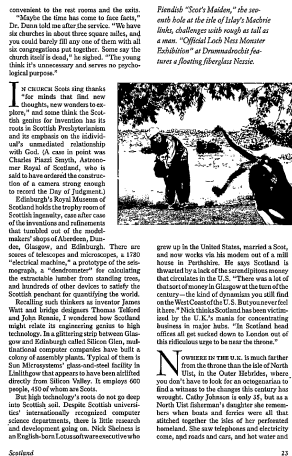 convenient to the rest rooms and the exits.
"Maybe the time has come to face facts,"
Dr. Dunn told me after the service. "We have
six churches in about three square miles, and
you could barely fill any one of them with all
six congregations put together. Some say the
church itself is dead," he sighed. "The young
think it's unnecessary and serves no psycho-
logical purpose."
IN CHURCH Scots sing thanks
"for minds that find new
thoughts, new wonders to ex-
plore," and some think the Scot-
tish genius for invention has its
roots in Scottish Presbyterianism
and its emphasis on the individ-
ual's unmediated relationship
with God. (A case in point was
Charles Piazzi Smyth, Astrono-
mer Royal of Scotland, who is
said to have ordered the construc-
tion of a camera strong enough
to record the Day of Judgment.)
Edinburgh's Royal Museum of
Scotland holds the trophy room of
Scottish ingenuity, case after case
of the inventions and refinements
that tumbled out of the model-
makers' shops of Aberdeen, Dun-
dee, Glasgow, and Edinburgh. There are
scores of telescopes and microscopes, a 1780
"electrical machine," a prototype of the seis-
mograph, a "dendrometer" for calculating
the extractable lumber from standing trees,
and hundreds of other devices to satisfy the
Scottish penchant for quantifying the world.
Recalling such thinkers as inventor James
Watt and bridge designers Thomas Telford
and John Rennie, I wondered how Scotland
might relate its engineering genius to high
technology. In a glittering strip between Glas-
gow and Edinburgh called Silicon Glen, mul-
tinational computer companies have built a
colony of assembly plants. Typical of them is
Sun Microsystems' glass-and-steel facility in
Linlithgow that appears to have been airlifted
directly from Silicon Valley. It employs 600
people, 450 of whom are Scots.
But high technology's roots do not go deep
into Scottish soil. Despite Scottish universi-
ties' internationally recognized computer
science departments, there is little research
and development going on. Nick Skelness is
an English-born Lotus software executive who
Fiendish "Scot's Maiden," the sev-
enth hole at the isle of Islay's Machrie
links, challenges with rough as tall as
a man. "Official Loch Ness Monster
Exhibition" at Drumnadrochit fea-
tures a floating fiberglass Nessie.
grew up in the United States, married a Scot,
and now works via his modem out of a mill
house in Perthshire. He says Scotland is
thwarted by a lack of the serendipitous money
that circulates in the U.S. "There was a lot of
that sort of money in Glasgow at the turn of the
century—the kind of dynamism you still find
on the West Coast of the U.S. But you never feel
it here." Nick thinks Scotland has been victim-
ized by the U.K.'s mania for concentrating
business in major hubs. "In Scotland head
offices all get sucked down to London out of
this ridiculous urge to be near the throne."
NOWHERE IN THE U.K. is much farther
from the throne than the isle of North
Uist, in the Outer Hebrides, where
you don't have to look for an octogenarian to
find a witness to the changes this century has
wrought. Cathy Johnson is only 35, but as a
North Uist fisherman's daughter she remem-
bers when boats and ferries were all that
stitched together the isles of her perforated
homeland. She saw telephones and electricity
come, and roads and cars, and hot water and
Scotland
23